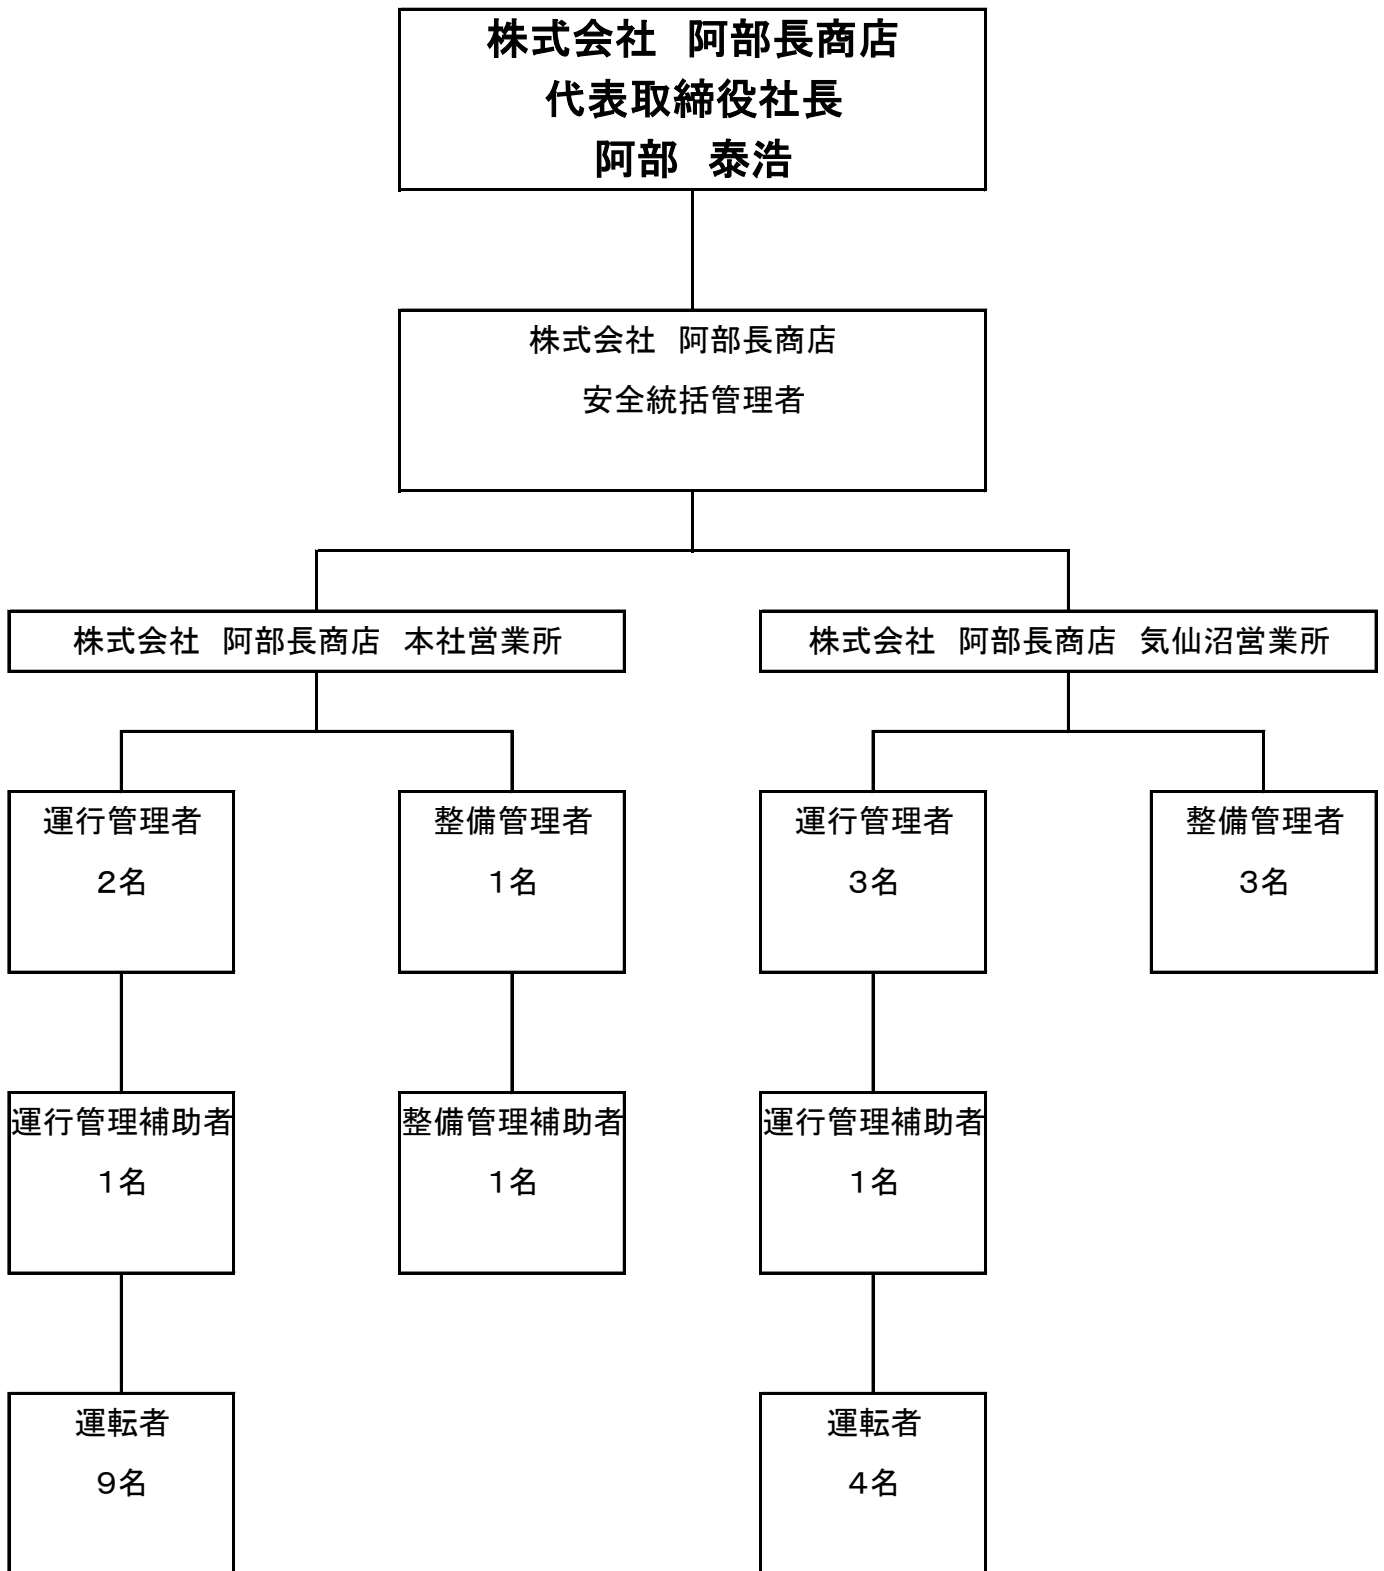 株式会社　阿部長商店
代表取締役社長
阿部　泰浩
株式会社　阿部長商店
安全統括管理者
株式会社　阿部長商店　本社営業所
株式会社　阿部長商店　気仙沼営業所
運行管理者
２名
整備管理者
１名
運行管理者
３名
整備管理者
３名
運行管理補助者
１名
整備管理補助者
１名
運行管理補助者
１名
運転者
９名
運転者
４名